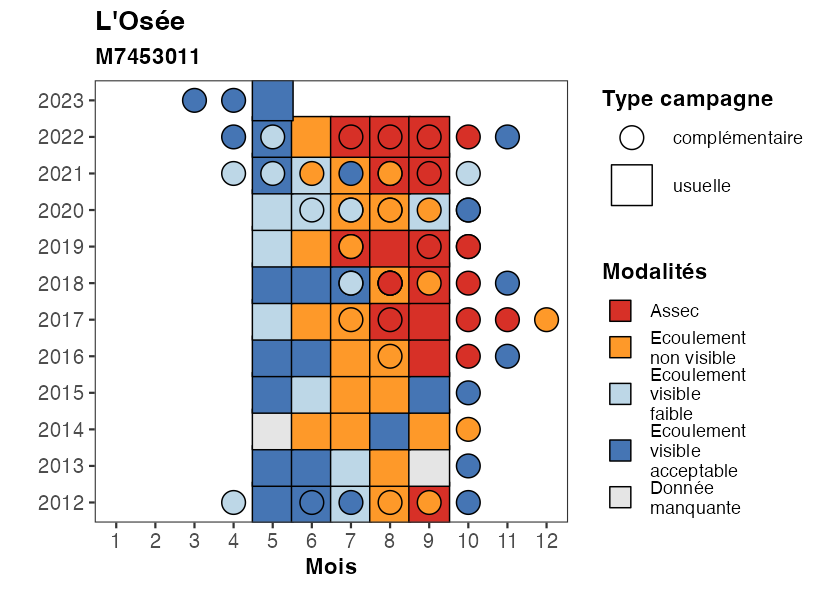 L'Osée
M7453011
2023
2022
2021
2020
2019
2018
2017
2016
2015
2014
2013
2012
1 2 3 4 5 6 7 8 9 10 11 12
Mois
Type campagne
complémentaire
usuelle
Modalités
Assec
Ecoulement
non visible
Ecoulement
visible
faible
Ecoulement
visible
acceptable
Donnée
manquante